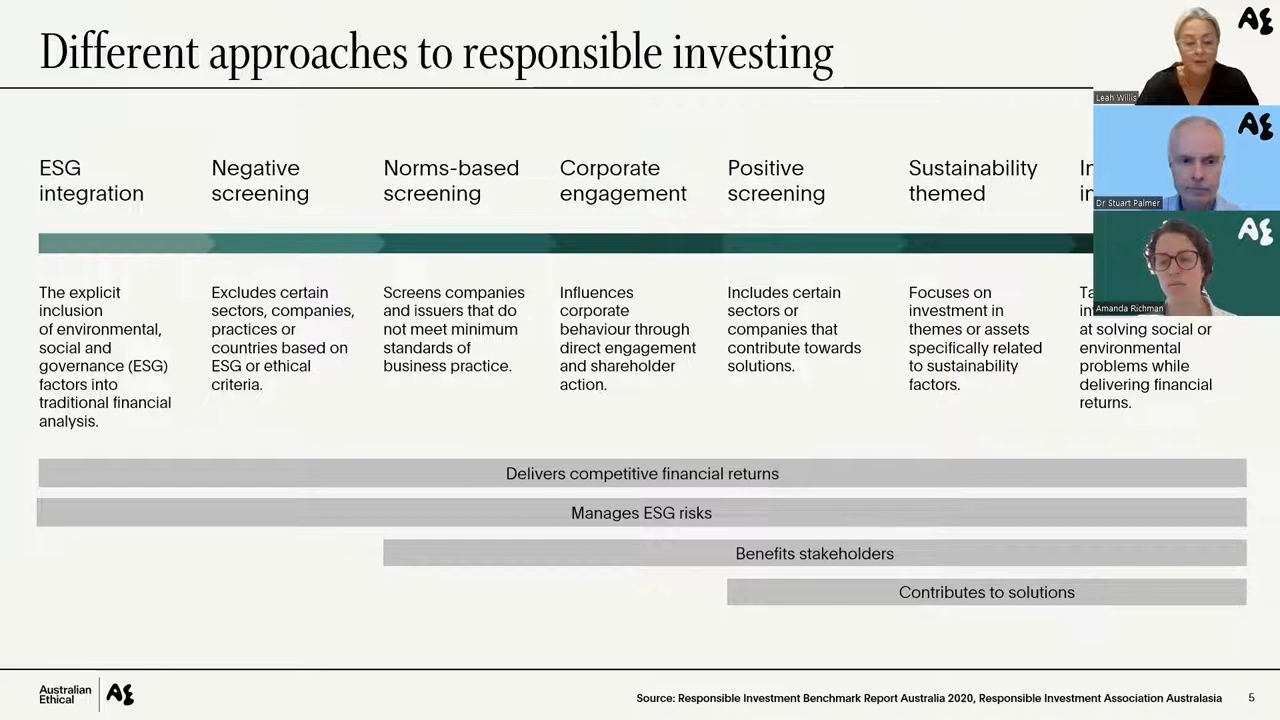 Different approaches to responsible investing
ESG
integration
Negative
screening
Norms-based
screening
Corporate
engagement
Positive
screening
Sustainability
themed
The explicit
inclusion
of environmental,
social and
governance (ESG)
factors into
traditional financial
analysis.
Excludes certain
sectors, companies,
practices or
countries based on
ESG or ethical
criteria.
Screens companies
and issues that do
not meet minimum
standards of
business practice.
Influences
corporate
behaviour through
direct engagement
and shareholder
action.
Includes certain
sectors or
companies that
contribute towards
solutions.
Focuses on
investment in
themes or assets
specifically related
to sustainability
factors.
at solving social or
environmental
problems while
delivering financial
returns.
Delivers competitive financial returns
Manages ESG risks
Benefits stakeholders
Contributes to solutions
AE
Leah Willis
AE
Dr Stuart Palmer
AE
Amanda Richman
Australian
Ethical
AE
Source: Responsible Investment Benchmark Report Australia 2020, Responsible Investment Association Australasia
5